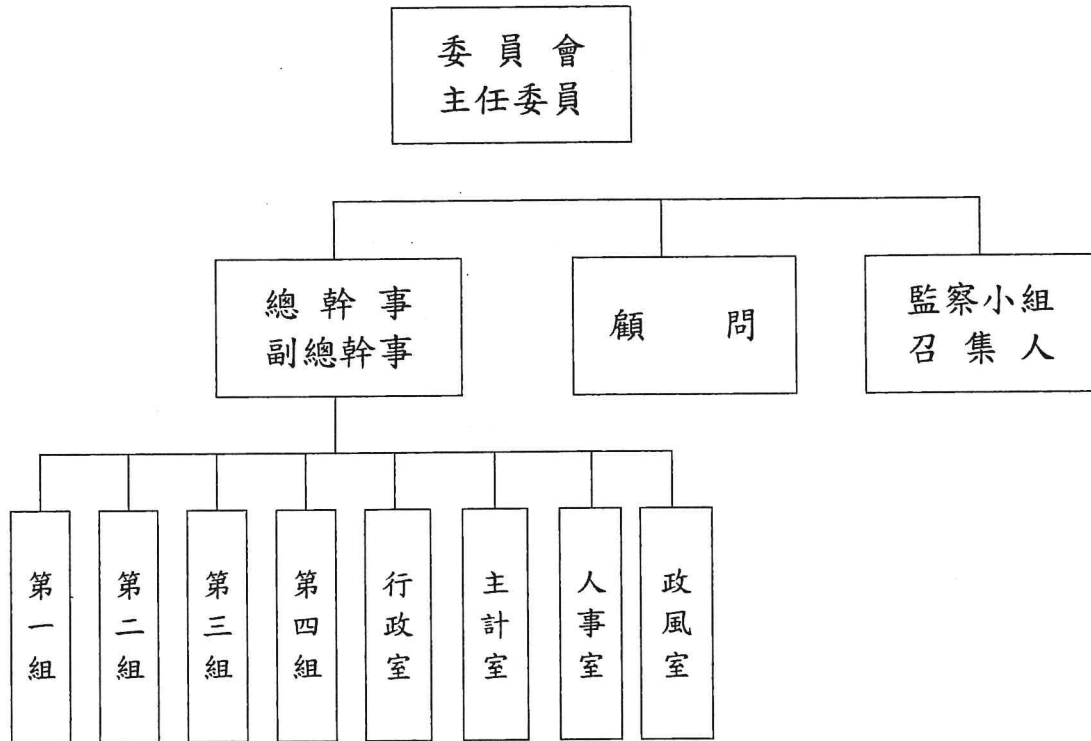 委員會
主任委員
總幹事
副總幹事
顧問
監察小組
召集人
第一組
第二組
第三組
第四組
行政室
主計室
人事室
政風室